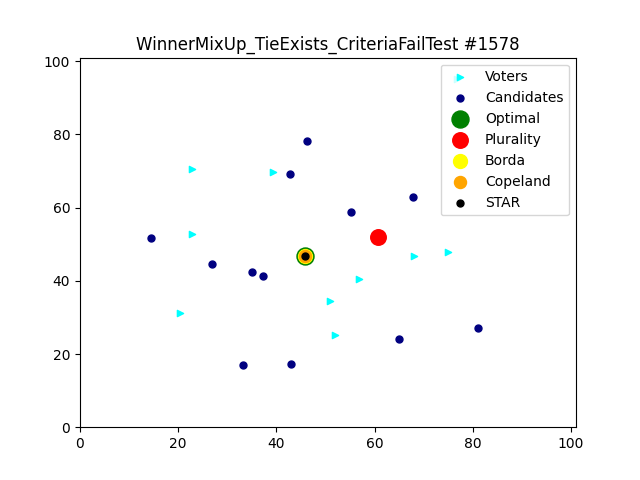 WinnerMixUp_TieExists_CriteriaFailTest #1578
100
80
60
40
20
0
0 20 40 60 80 100
Voters
Candidates
Optimal
Plurality
Borda
Copeland
STAR